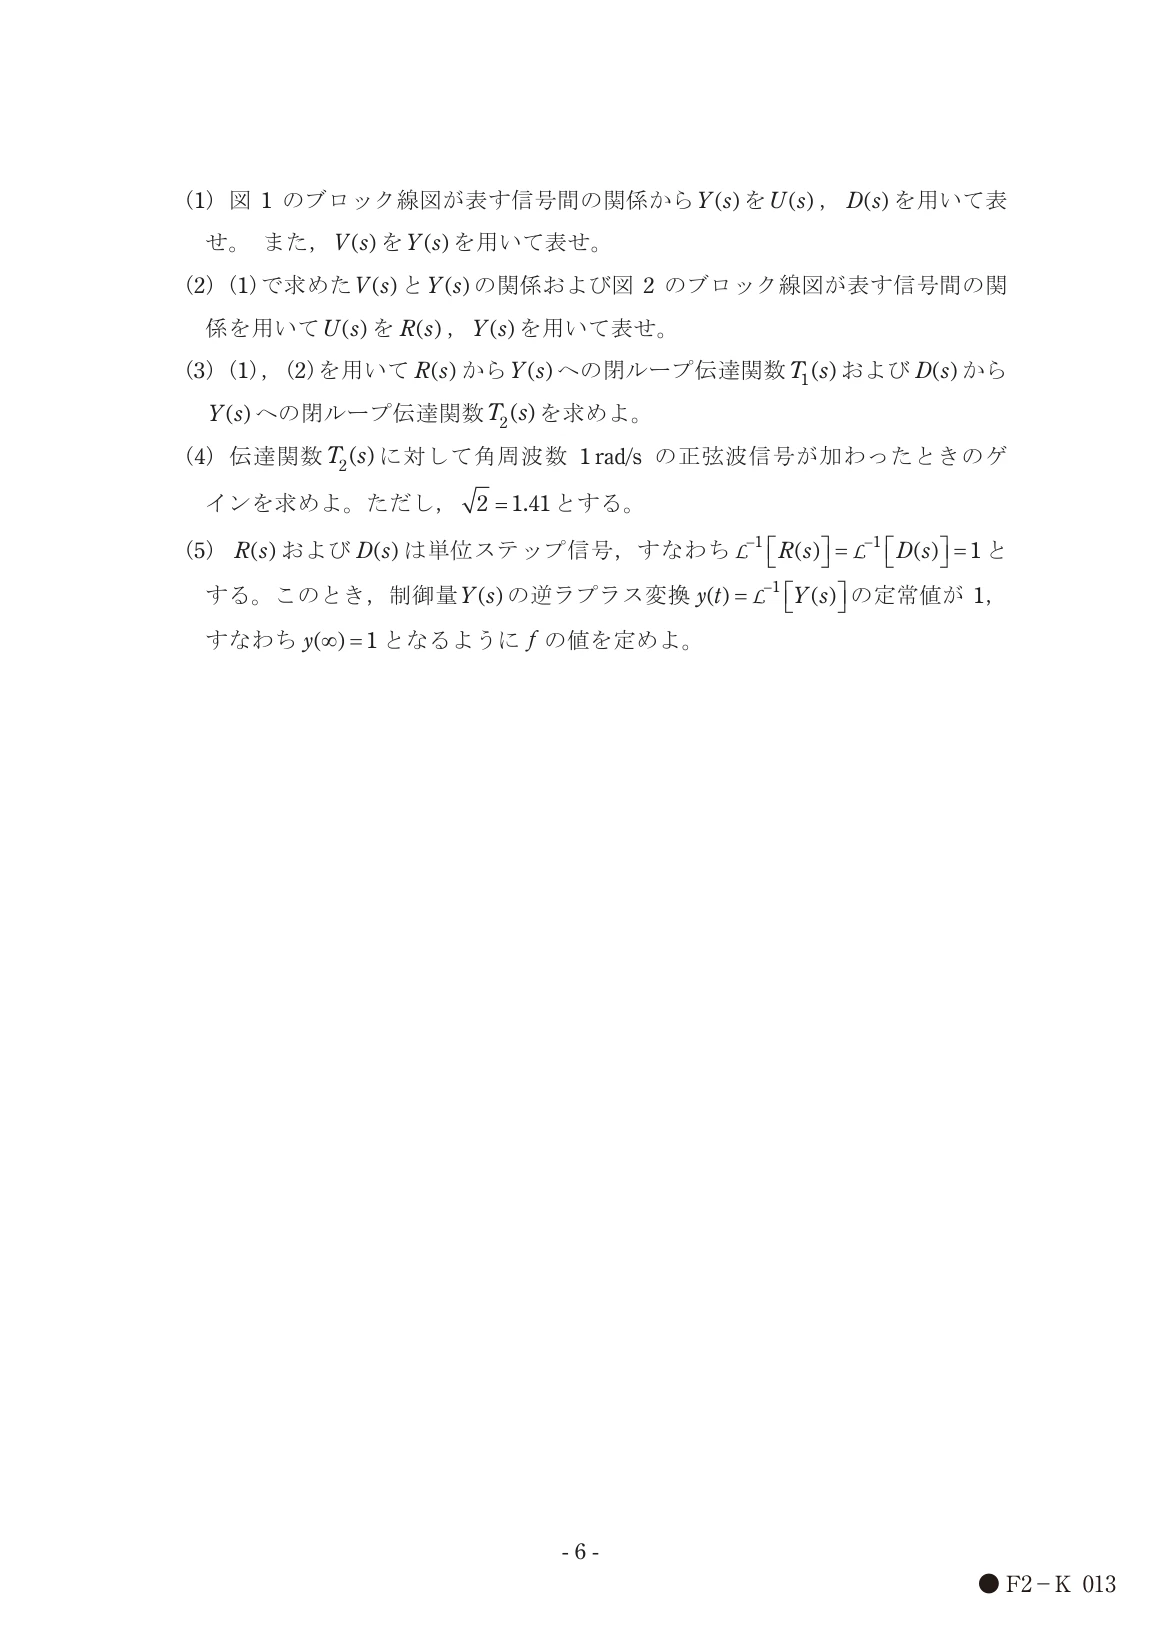 (1) 図 1 のブロック線図が表す信号間の関係からY(s)をU(s), D(s)を用いて表
せ。 また, V(s)をY(s)を用いて表せ。
(2) (1)で求めたV(s)とY(s)の関係および図 2 のブロック線図が表す信号間の関
係を用いてU(s)をR(s), Y(s)を用いて表せ。
(3) (1), (2)を用いてR(s)からY(s)への閉ループ伝達関数T₁(s)およびD(s)から
Y(s)への閉ループ伝達関数T₂(s)を求めよ。
(4) 伝達関数T₂(s)に対して角周波数 1 rad/s の正弦波信号が加わったときのゲ
インを求めよ。ただし, √2 = 1.41とする。
(5) R(s)およびD(s)は単位ステップ信号, すなわち ℒ⁻¹[R(s)] = ℒ⁻¹[D(s)] = 1 と
する。このとき, 制御量Y(s)の逆ラプラス変換 y(t) = ℒ⁻¹[Y(s)]の定常値が 1,
すなわち y(∞) = 1 となるように f の値を定めよ。
- 6 -
● F2－K 013